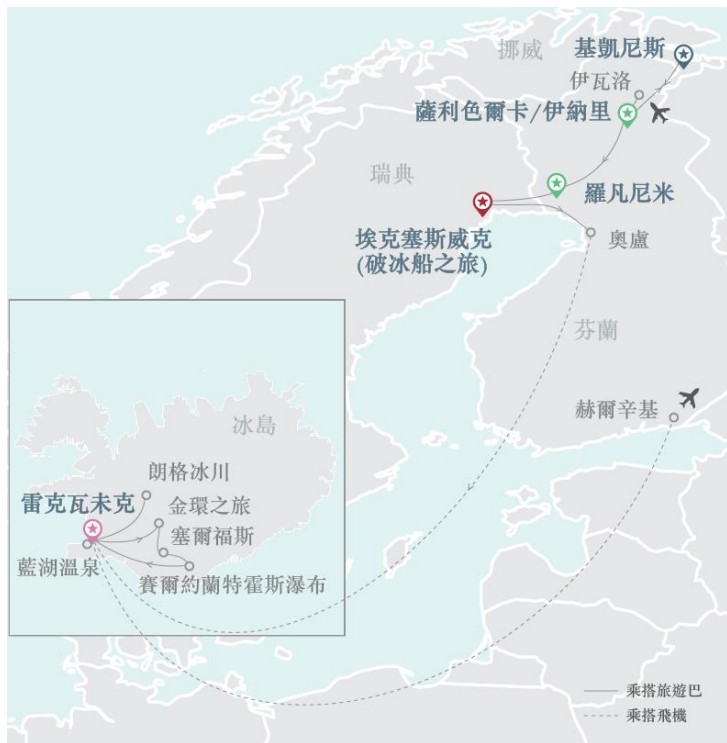 挪威
基凱尼斯
伊瓦洛
薩利色爾卡/伊納里
瑞典
羅凡尼米
埃克塞斯威克
(破冰船之旅)
奧盧
芬蘭
赫爾辛基
冰島
朗格冰川
雷克瓦未克
金環之旅
塞爾福斯
藍湖溫泉
賽爾約蘭特霍斯瀑布
乘搭旅遊巴
乘搭飛機